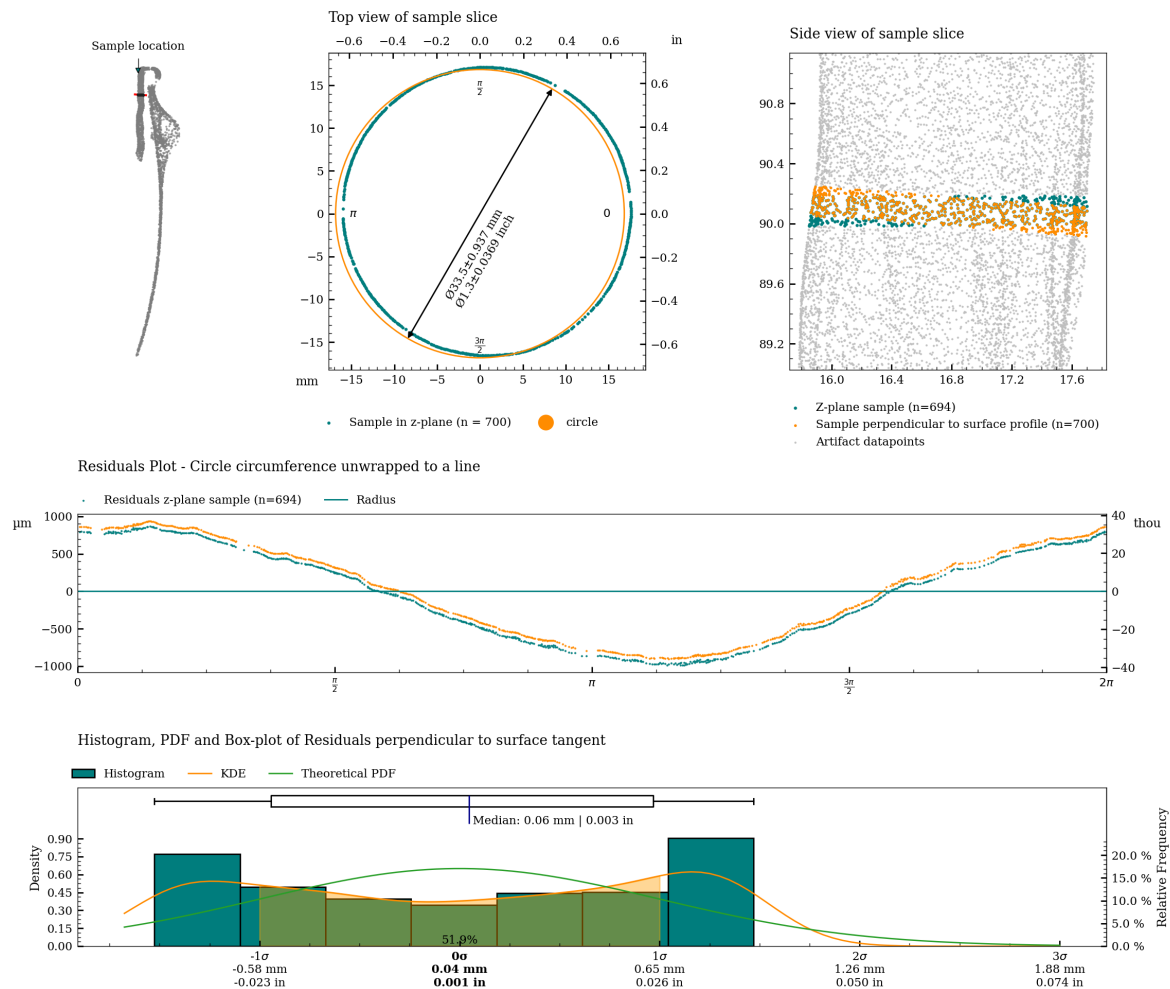 Sample location
Top view of sample slice
−0.6 −0.4 −0.2 0.0 0.2 0.4 0.6 in
15 10 5 0 −5 −10 −15
0.6 0.4 0.2 0.0 −0.2 −0.4 −0.6
π/2
π
0
3π/2
Ø33.5±0.937 mm
Ø1.3±0.0369 inch
mm −15 −10 −5 0 5 10 15
Sample in z-plane (n = 700) circle
Side view of sample slice
90.8
90.4
90.0
89.6
89.2
16.0 16.4 16.8 17.2 17.6
Z-plane sample (n=694)
Sample perpendicular to surface profile (n=700)
Artifact datapoints
Residuals Plot - Circle circumference unwrapped to a line
Residuals z-plane sample (n=694) Radius
µm 1000 500 0 −500 −1000
40 20 0 −20 −40 thou
0 π/2 π 3π/2 2π
Histogram, PDF and Box-plot of Residuals perpendicular to surface tangent
Histogram KDE Theoretical PDF
Median: 0.06 mm | 0.003 in
Density
0.90 0.75 0.60 0.45 0.30 0.15 0.00
20.0 % 15.0 % 10.0 % 5.0 % 0.0 %
Relative Frequency
51.9%
-1σ 0σ 1σ 2σ 3σ
-0.58 mm 0.04 mm 0.65 mm 1.26 mm 1.88 mm
-0.023 in 0.001 in 0.026 in 0.050 in 0.074 in